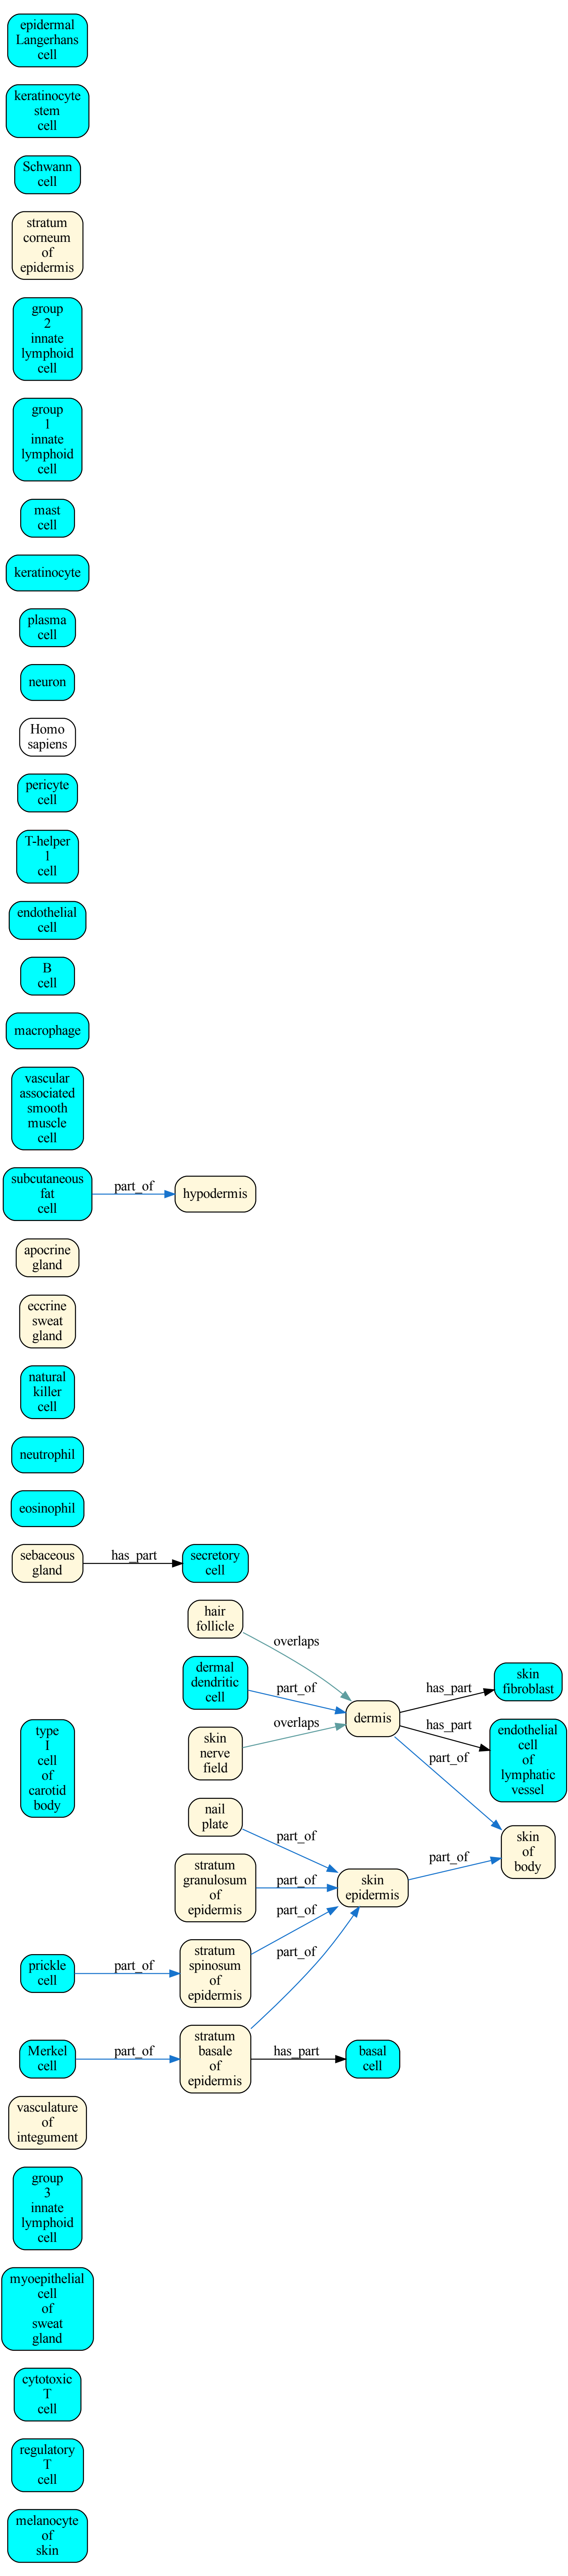 epidermal
Langerhans
cell
keratinocyte
stem
cell
Schwann
cell
stratum
corneum
of
epidermis
group
2
innate
lymphoid
cell
group
1
innate
lymphoid
cell
mast
cell
keratinocyte
plasma
cell
neuron
Homo
sapiens
pericyte
cell
T-helper
1
cell
endothelial
cell
B
cell
macrophage
vascular
associated
smooth
muscle
cell
subcutaneous
fat
cell
part_of
hypodermis
apocrine
gland
eccrine
sweat
gland
natural
killer
cell
neutrophil
eosinophil
sebaceous
gland
has_part
secretory
cell
hair
follicle
overlaps
dermal
dendritic
cell
part_of
skin
nerve
field
overlaps
dermis
has_part
skin
fibroblast
has_part
endothelial
cell
of
lymphatic
vessel
part_of
skin
of
body
type
I
cell
of
carotid
body
nail
plate
part_of
stratum
granulosum
of
epidermis
part_of
skin
epidermis
part_of
prickle
cell
part_of
stratum
spinosum
of
epidermis
part_of
Merkel
cell
part_of
stratum
basale
of
epidermis
part_of
has_part
basal
cell
vasculature
of
integument
group
3
innate
lymphoid
cell
myoepithelial
cell
of
sweat
gland
cytotoxic
T
cell
regulatory
T
cell
melanocyte
of
skin